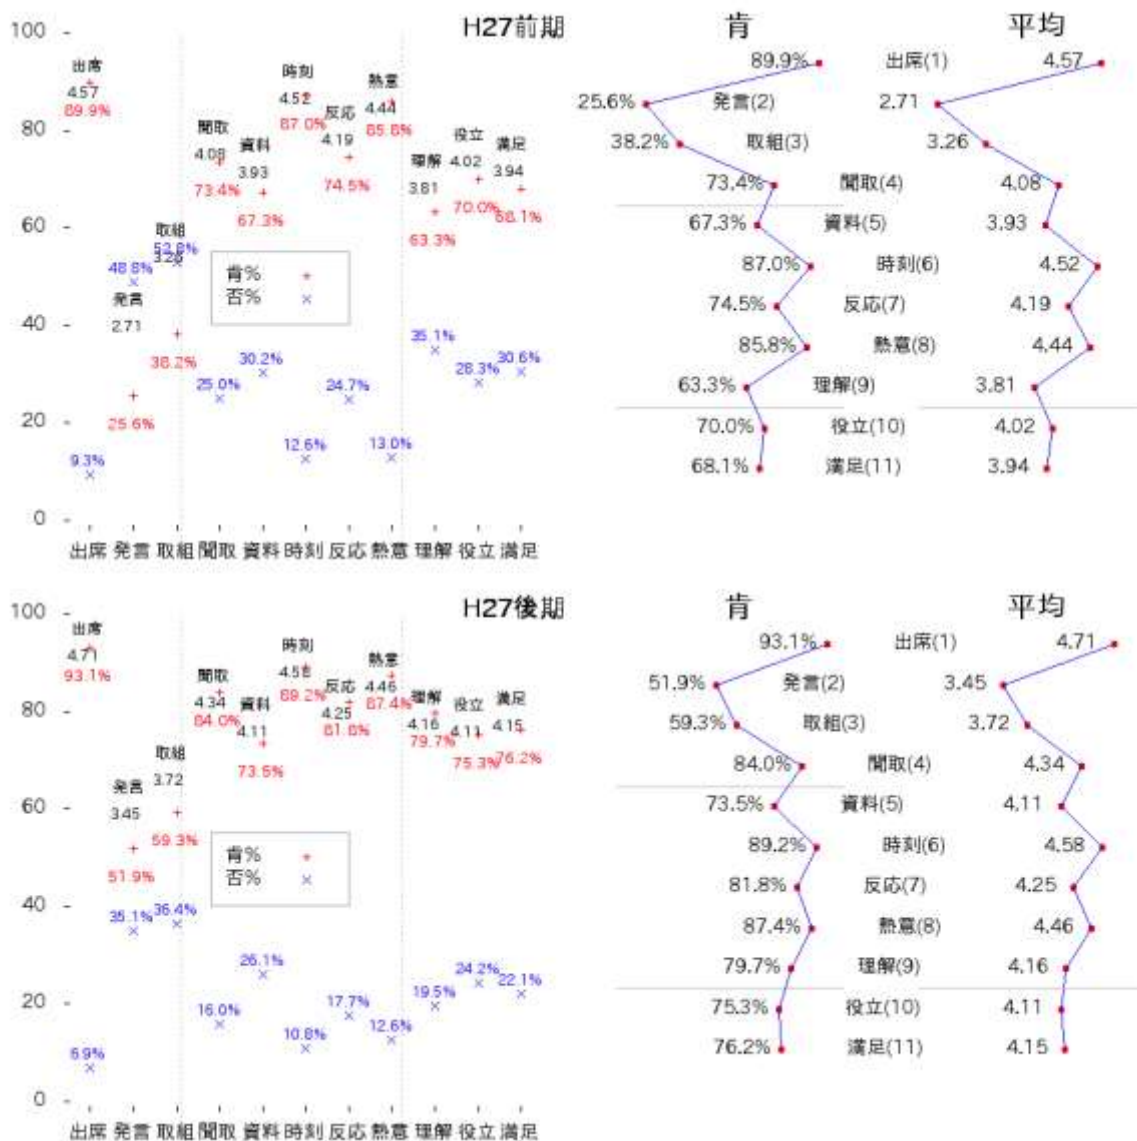 H27前期
100
80
60
40
20
0
出席
4.57
89.9%
9.3%
48.8%
発言
2.71
25.6%
取組
52.8%
3.26
38.2%
聞取
4.08
73.4%
25.0%
資料
3.93
67.3%
30.2%
時刻
4.52
87.0%
12.6%
反応
4.19
74.5%
24.7%
熱意
4.44
85.8%
13.0%
理解
3.81
63.3%
35.1%
役立
4.02
70.0%
28.3%
満足
3.94
68.1%
30.6%
肯%
否%
出席 発言 取組 聞取 資料 時刻 反応 熱意 理解 役立 満足
肯 平均
89.9% 出席(1) 4.57
25.6% 発言(2) 2.71
38.2% 取組(3) 3.26
73.4% 聞取(4) 4.08
67.3% 資料(5) 3.93
87.0% 時刻(6) 4.52
74.5% 反応(7) 4.19
85.8% 熱意(8) 4.44
63.3% 理解(9) 3.81
70.0% 役立(10) 4.02
68.1% 満足(11) 3.94
H27後期
100
80
60
40
20
0
出席
4.71
93.1%
6.9%
発言
3.45
51.9%
35.1%
取組
3.72
59.3%
36.4%
聞取
4.34
84.0%
16.0%
資料
4.11
73.5%
26.1%
時刻
4.58
89.2%
10.8%
反応
4.25
81.8%
17.7%
熱意
4.46
87.4%
12.6%
理解
4.16
79.7%
19.5%
役立
4.11
75.3%
24.2%
満足
4.15
76.2%
22.1%
肯%
否%
出席 発言 取組 聞取 資料 時刻 反応 熱意 理解 役立 満足
肯 平均
93.1% 出席(1) 4.71
51.9% 発言(2) 3.45
59.3% 取組(3) 3.72
84.0% 聞取(4) 4.34
73.5% 資料(5) 4.11
89.2% 時刻(6) 4.58
81.8% 反応(7) 4.25
87.4% 熱意(8) 4.46
79.7% 理解(9) 4.16
75.3% 役立(10) 4.11
76.2% 満足(11) 4.15